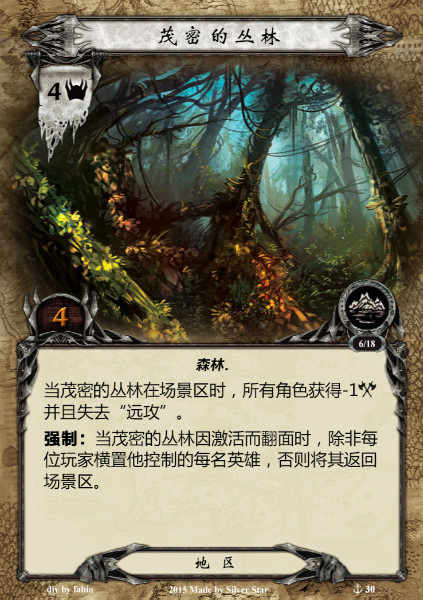 茂密的丛林
4
4
6/18
森林.
当茂密的丛林在场景区时，所有角色获得-1
并且失去“远攻”。
强制：当茂密的丛林因激活而翻面时，除非每
位玩家横置他控制的每名英雄，否则将其返回
场景区。
地区
diy by fabio
2015 Made by Silver Star
30